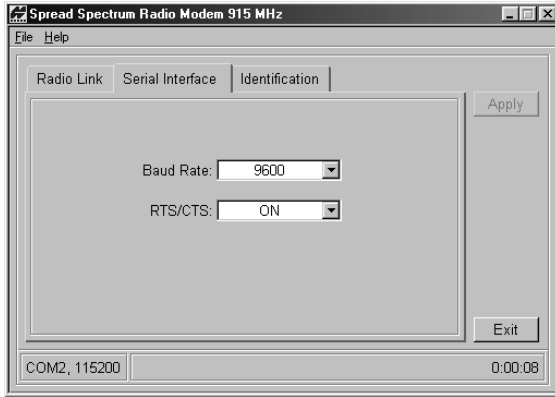 Spread Spectrum Radio Modem 915 MHz
File Help
Radio Link Serial Interface Identification
Apply
Baud Rate: 9600
RTS/CTS: ON
Exit
COM2, 115200 0:00:08